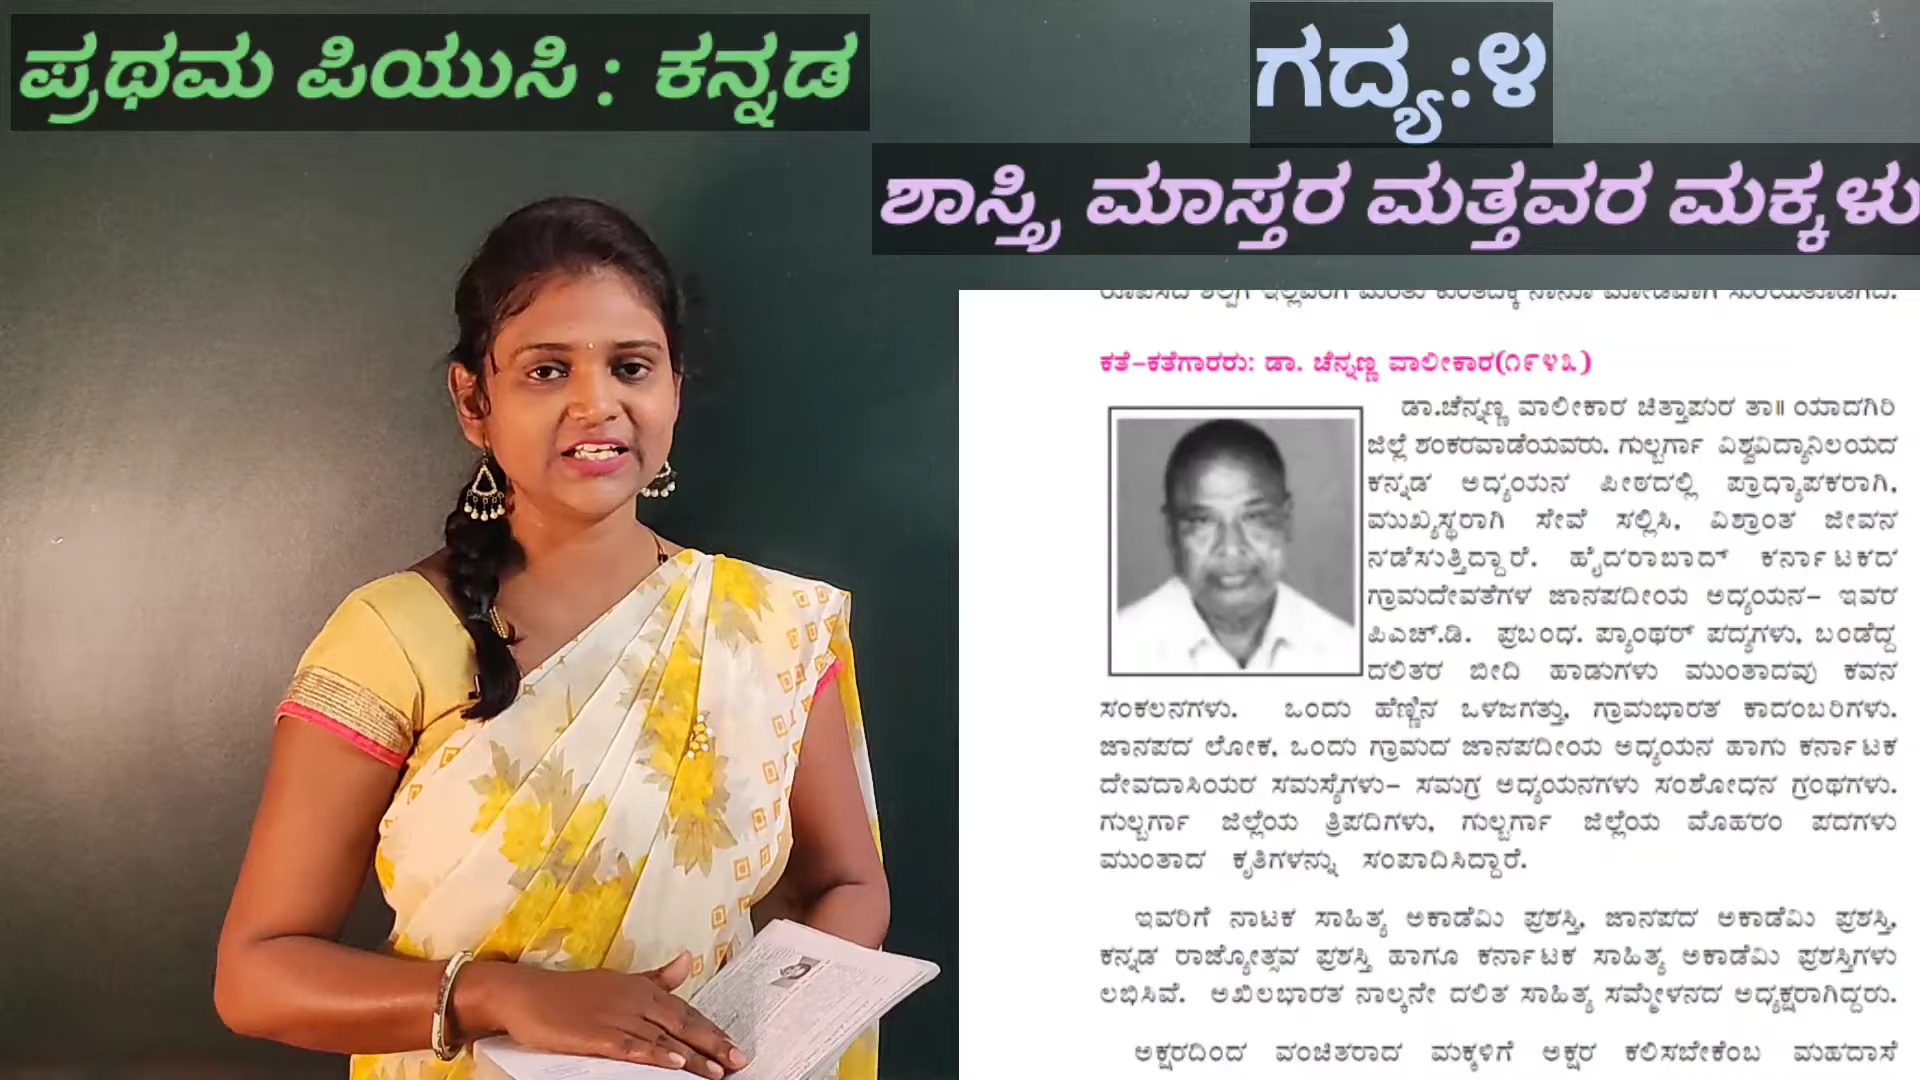 ಪ್ರಥಮ ಪಿಯುಸಿ : ಕನ್ನಡ
ಗದ್ಯ:೪
ಶಾಸ್ತ್ರಿ ಮಾಸ್ತರ ಮತ್ತವರ ಮಕ್ಕಳು
ಕತೆ-ಕತೆಗಾರರು: ಡಾ. ಚೆನ್ನಣ್ಣ ವಾಲೀಕಾರ(೧೯೪೩)
ಡಾ.ಚೆನ್ನಣ್ಣ ವಾಲೀಕಾರ ಚಿತ್ತಾಪುರ ತಾ॥ ಯಾದಗಿರಿ
ಜಿಲ್ಲೆ ಶಂಕರವಾಡೆಯವರು. ಗುಲ್ಬರ್ಗಾ ವಿಶ್ವವಿದ್ಯಾನಿಲಯದ
ಕನ್ನಡ ಅಧ್ಯಯನ ಪೀಠದಲ್ಲಿ ಪ್ರಾಧ್ಯಾಪಕರಾಗಿ,
ಮುಖ್ಯಸ್ಥರಾಗಿ ಸೇವೆ ಸಲ್ಲಿಸಿ, ವಿಶ್ರಾಂತ ಜೀವನ
ನಡೆಸುತ್ತಿದ್ದಾರೆ. ಹೈದರಾಬಾದ್ ಕರ್ನಾಟಕದ
ಗ್ರಾಮದೇವತೆಗಳ ಜಾನಪದೀಯ ಅಧ್ಯಯನ- ಇವರ
ಪಿಎಚ್.ಡಿ. ಪ್ರಬಂಧ. ಪ್ಯಾಂಥರ್ ಪದ್ಯಗಳು, ಬಂಡೆದ್ದ
ದಲಿತರ ಬೀದಿ ಹಾಡುಗಳು ಮುಂತಾದವು ಕವನ
ಸಂಕಲನಗಳು. ಒಂದು ಹೆಣ್ಣಿನ ಒಳಜಗತ್ತು, ಗ್ರಾಮಭಾರತ ಕಾದಂಬರಿಗಳು.
ಜಾನಪದ ಲೋಕ, ಒಂದು ಗ್ರಾಮದ ಜಾನಪದೀಯ ಅಧ್ಯಯನ ಹಾಗು ಕರ್ನಾಟಕ
ದೇವದಾಸಿಯರ ಸಮಸ್ಯೆಗಳು- ಸಮಗ್ರ ಅಧ್ಯಯನಗಳು ಸಂಶೋಧನ ಗ್ರಂಥಗಳು.
ಗುಲ್ಬರ್ಗಾ ಜಿಲ್ಲೆಯ ತ್ರಿಪದಿಗಳು, ಗುಲ್ಬರ್ಗಾ ಜಿಲ್ಲೆಯ ಮೊಹರಂ ಪದಗಳು
ಮುಂತಾದ ಕೃತಿಗಳನ್ನು ಸಂಪಾದಿಸಿದ್ದಾರೆ.
ಇವರಿಗೆ ನಾಟಕ ಸಾಹಿತ್ಯ ಅಕಾಡೆಮಿ ಪ್ರಶಸ್ತಿ, ಜಾನಪದ ಅಕಾಡೆಮಿ ಪ್ರಶಸ್ತಿ,
ಕನ್ನಡ ರಾಜ್ಯೋತ್ಸವ ಪ್ರಶಸ್ತಿ ಹಾಗೂ ಕರ್ನಾಟಕ ಸಾಹಿತ್ಯ ಅಕಾಡೆಮಿ ಪ್ರಶಸ್ತಿಗಳು
ಲಭಿಸಿವೆ. ಅಖಿಲಭಾರತ ನಾಲ್ಕನೇ ದಲಿತ ಸಾಹಿತ್ಯ ಸಮ್ಮೇಳನದ ಅಧ್ಯಕ್ಷರಾಗಿದ್ದರು.
ಅಕ್ಷರದಿಂದ ವಂಚಿತರಾದ ಮಕ್ಕಳಿಗೆ ಅಕ್ಷರ ಕಲಿಸಬೇಕೆಂಬ ಮಹದಾಸೆ